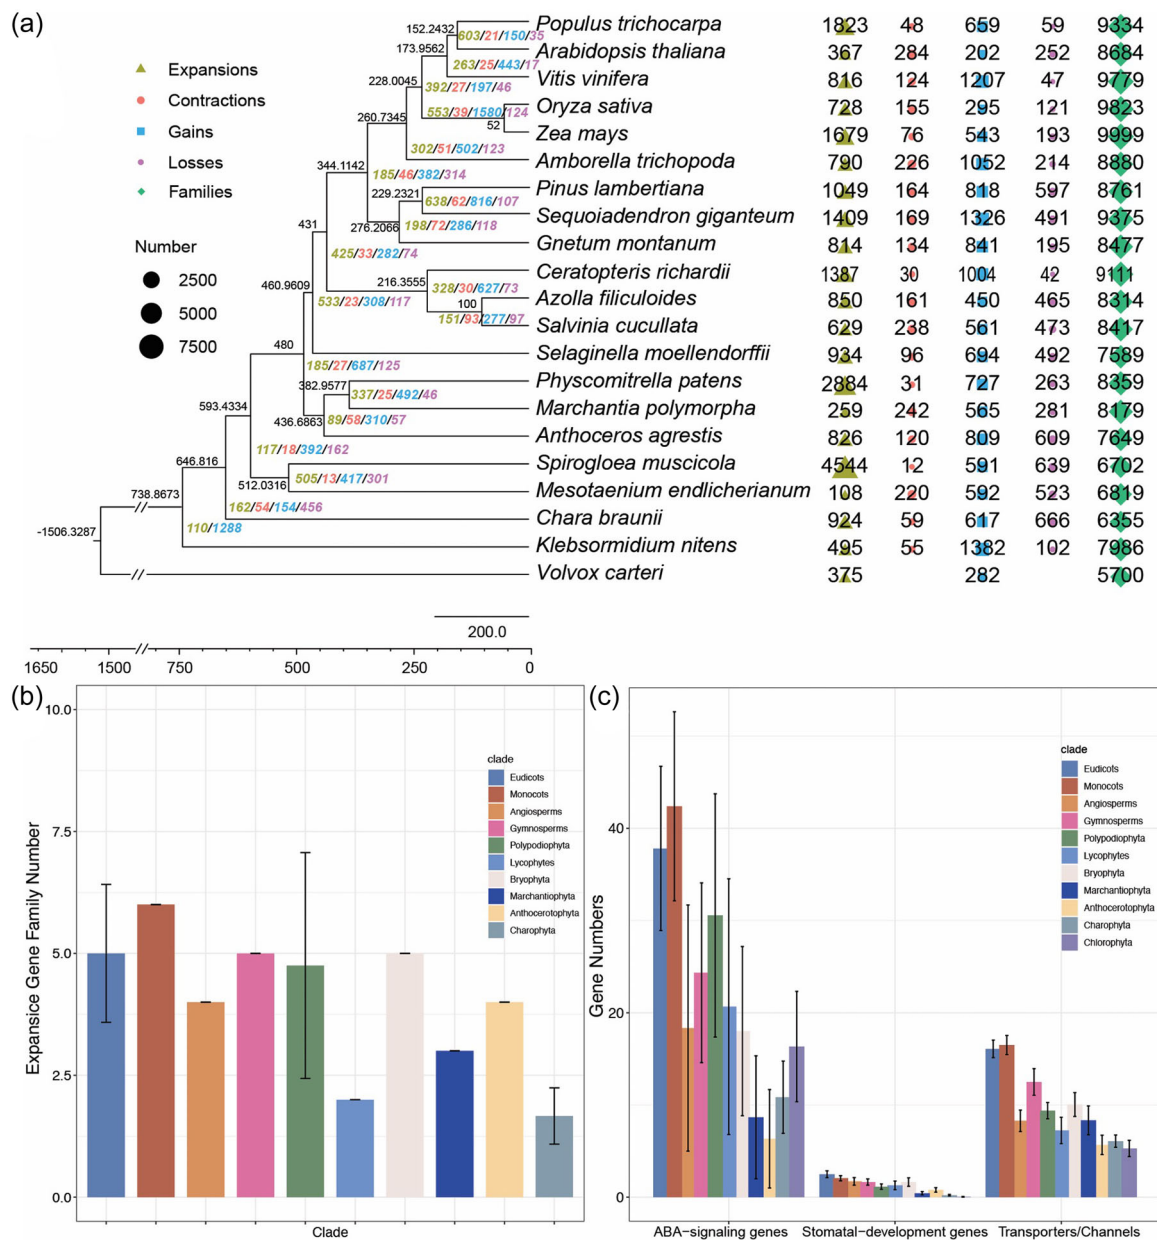 (a)
Expansions
Contractions
Gains
Losses
Families
Number
2500
5000
7500
152.2432
603/21/150/35
173.9562
263/25/443/17
228.0045
392/27/197/46
553/39/1580/124
52
260.7345
302/51/502/123
344.1142
185/46/382/314
229.2321
638/62/816/107
198/72/286/118
276.2066
431
425/33/282/74
216.3555
328/30/627/73
460.9609
533/23/308/117
100
151/93/277/97
480
185/27/687/125
382.9577
337/25/492/46
593.4334
436.6863
89/58/310/57
117/18/392/162
646.816
512.0316
505/13/417/301
738.8673
162/54/154/456
110/1288
-1506.3287
Populus trichocarpa 1823 48 659 59 9334
Arabidopsis thaliana 367 284 202 252 8684
Vitis vinifera 816 124 1207 47 9779
Oryza sativa 728 155 295 121 9823
Zea mays 1679 76 543 193 9999
Amborella trichopoda 790 226 1052 214 8880
Pinus lambertiana 1049 164 818 597 8761
Sequoiadendron giganteum 1409 169 1326 491 9375
Gnetum montanum 814 134 841 195 8477
Ceratopteris richardii 1387 30 1004 42 9111
Azolla filiculoides 850 161 450 465 8314
Salvinia cucullata 629 238 561 473 8417
Selaginella moellendorffii 934 96 694 492 7589
Physcomitrella patens 2884 31 727 263 8359
Marchantia polymorpha 259 242 565 281 8179
Anthoceros agrestis 826 120 809 609 7649
Spirogloea muscicola 4544 12 591 639 6702
Mesotaenium endlicherianum 108 220 592 523 6819
Chara braunii 924 59 617 666 6355
Klebsormidium nitens 495 55 1382 102 7986
Volvox carteri 375 282 5700
200.0
1650 1500 750 500 250 0
(b)
10.0
7.5
5.0
2.5
0.0
Expansice Gene Family Number
Clade
clade
Eudicots
Monocots
Angiosperms
Gymnosperms
Polypodiophyta
Lycophytes
Bryophyta
Marchantiophyta
Anthocerotophyta
Charophyta
(c)
40
20
0
Gene Numbers
clade
Eudicots
Monocots
Angiosperms
Gymnosperms
Polypodiophyta
Lycophytes
Bryophyta
Marchantiophyta
Anthocerotophyta
Charophyta
Chlorophyta
ABA-signaling genes Stomatal-development genes Transporters/Channels